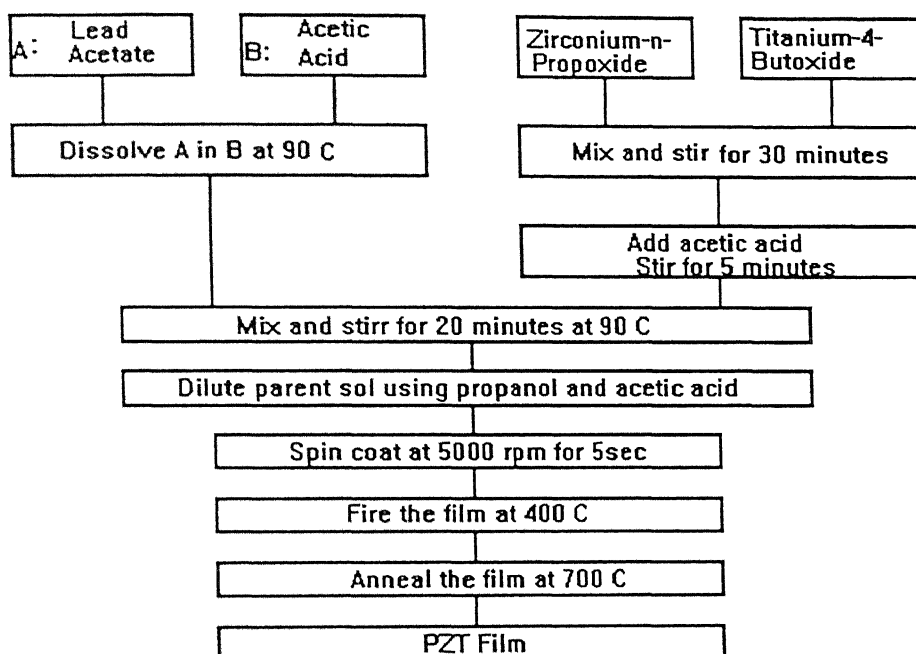 A: Lead
Acetate
B: Acetic
Acid
Zirconium-n-
Propoxide
Titanium-4-
Butoxide
Dissolve A in B at 90 C
Mix and stir for 30 minutes
Add acetic acid
Stir for 5 minutes
Mix and stirr for 20 minutes at 90 C
Dilute parent sol using propanol and acetic acid
Spin coat at 5000 rpm for 5sec
Fire the film at 400 C
Anneal the film at 700 C
PZT Film